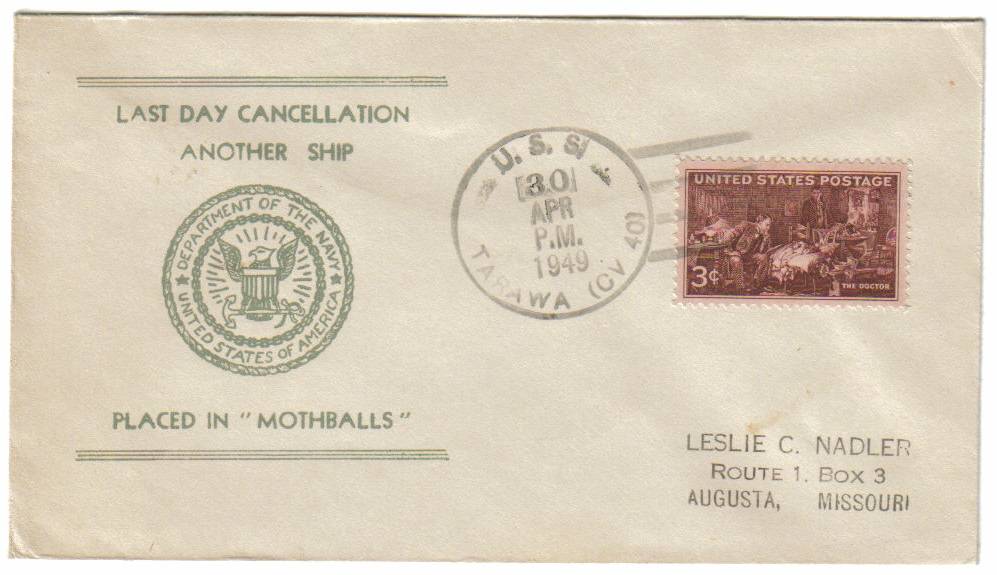 LAST DAY CANCELLATION
ANOTHER SHIP
DEPARTMENT OF THE NAVY
UNITED STATES OF AMERICA
PLACED IN "MOTHBALLS"
U. S. S.
30
APR
P.M.
1949
TARAWA (CV 40)
UNITED STATES POSTAGE
3¢
THE DOCTOR
LESLIE C. NADLER
ROUTE 1. BOX 3
AUGUSTA, MISSOURI